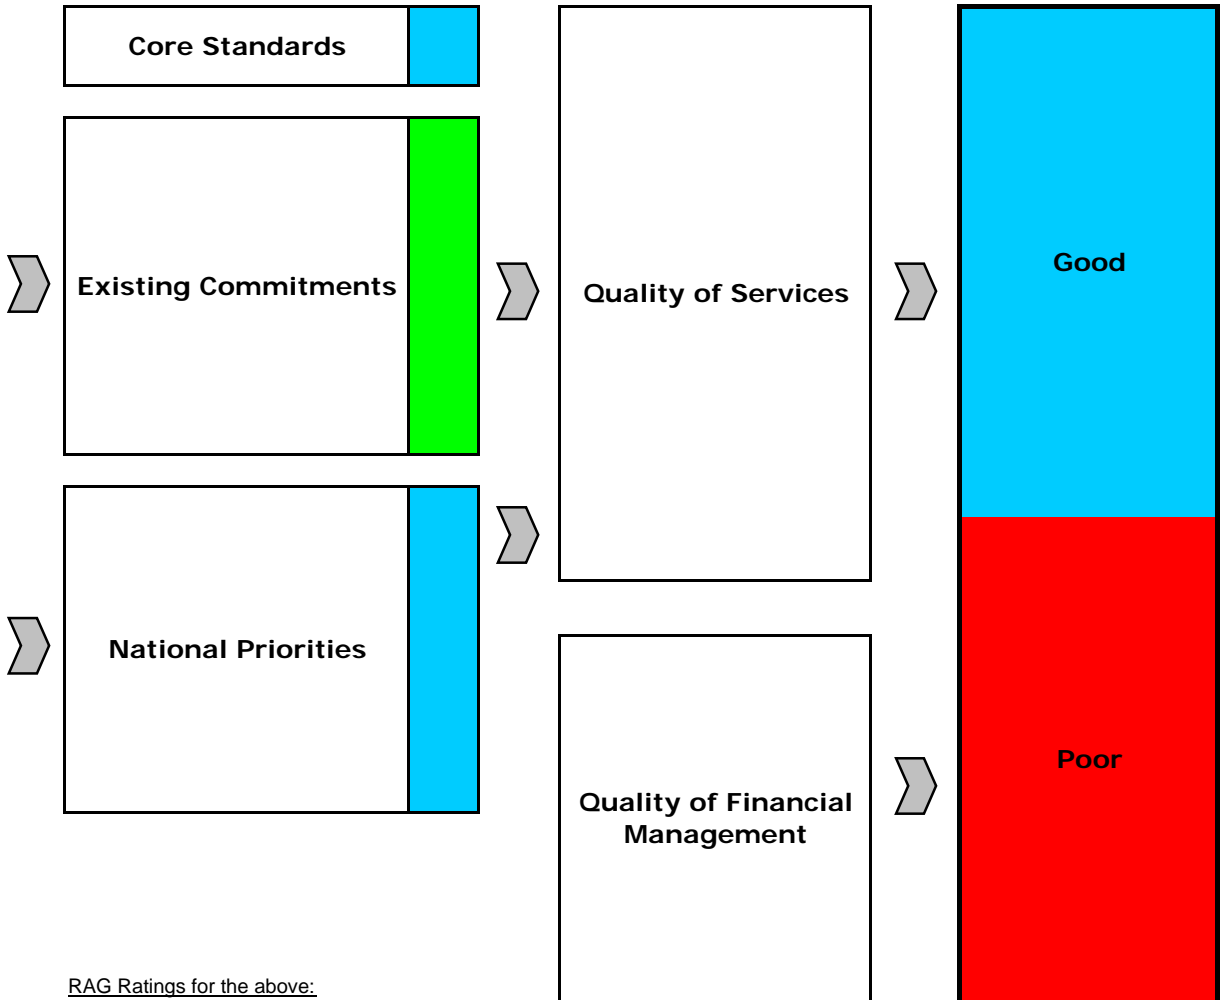 Core Standards
Existing Commitments
National Priorities
Quality of Services
Quality of Financial
Management
Good
Poor
RAG Ratings for the above: